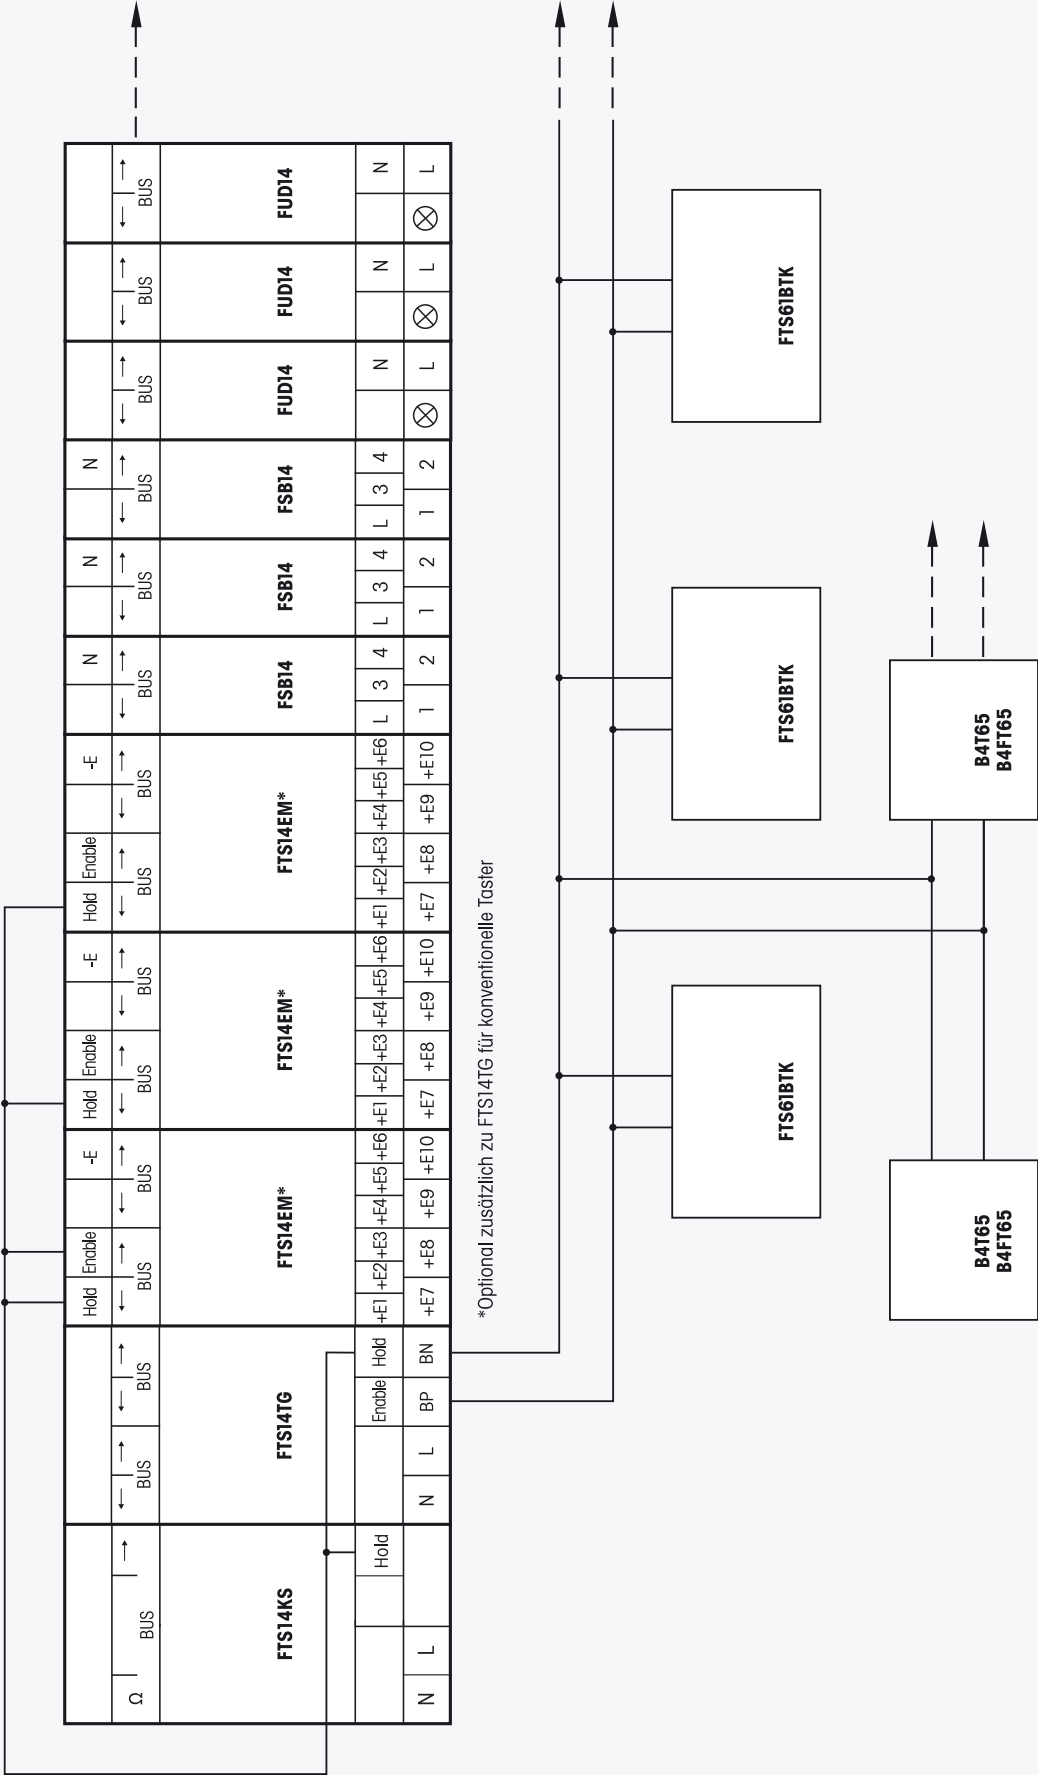 Hold Enable -E Hold Enable -E Hold Enable -E N N N
Ω BUS BUS BUS BUS BUS BUS BUS BUS BUS BUS BUS BUS BUS BUS BUS
FTS14KS FTS14TG FTS14EM* FTS14EM* FTS14EM* FSB14 FSB14 FSB14 FUD14 FUD14 FUD14
Hold Enable Hold +E1 +E2 +E3 +E4 +E5 +E6 +E1 +E2 +E3 +E4 +E5 +E6 +E1 +E2 +E3 +E4 +E5 +E6 L 3 4 L 3 4 L 3 4 N N N
N L N L BP BN +E7 +E8 +E9 +E10 +E7 +E8 +E9 +E10 +E7 +E8 +E9 +E10 1 2 1 2 1 2 L L L
*Optional zusätzlich zu FTS14TG für konventionelle Taster
FTS61BTK FTS61BTK FTS61BTK
B4T65 B4T65
B4FT65 B4FT65